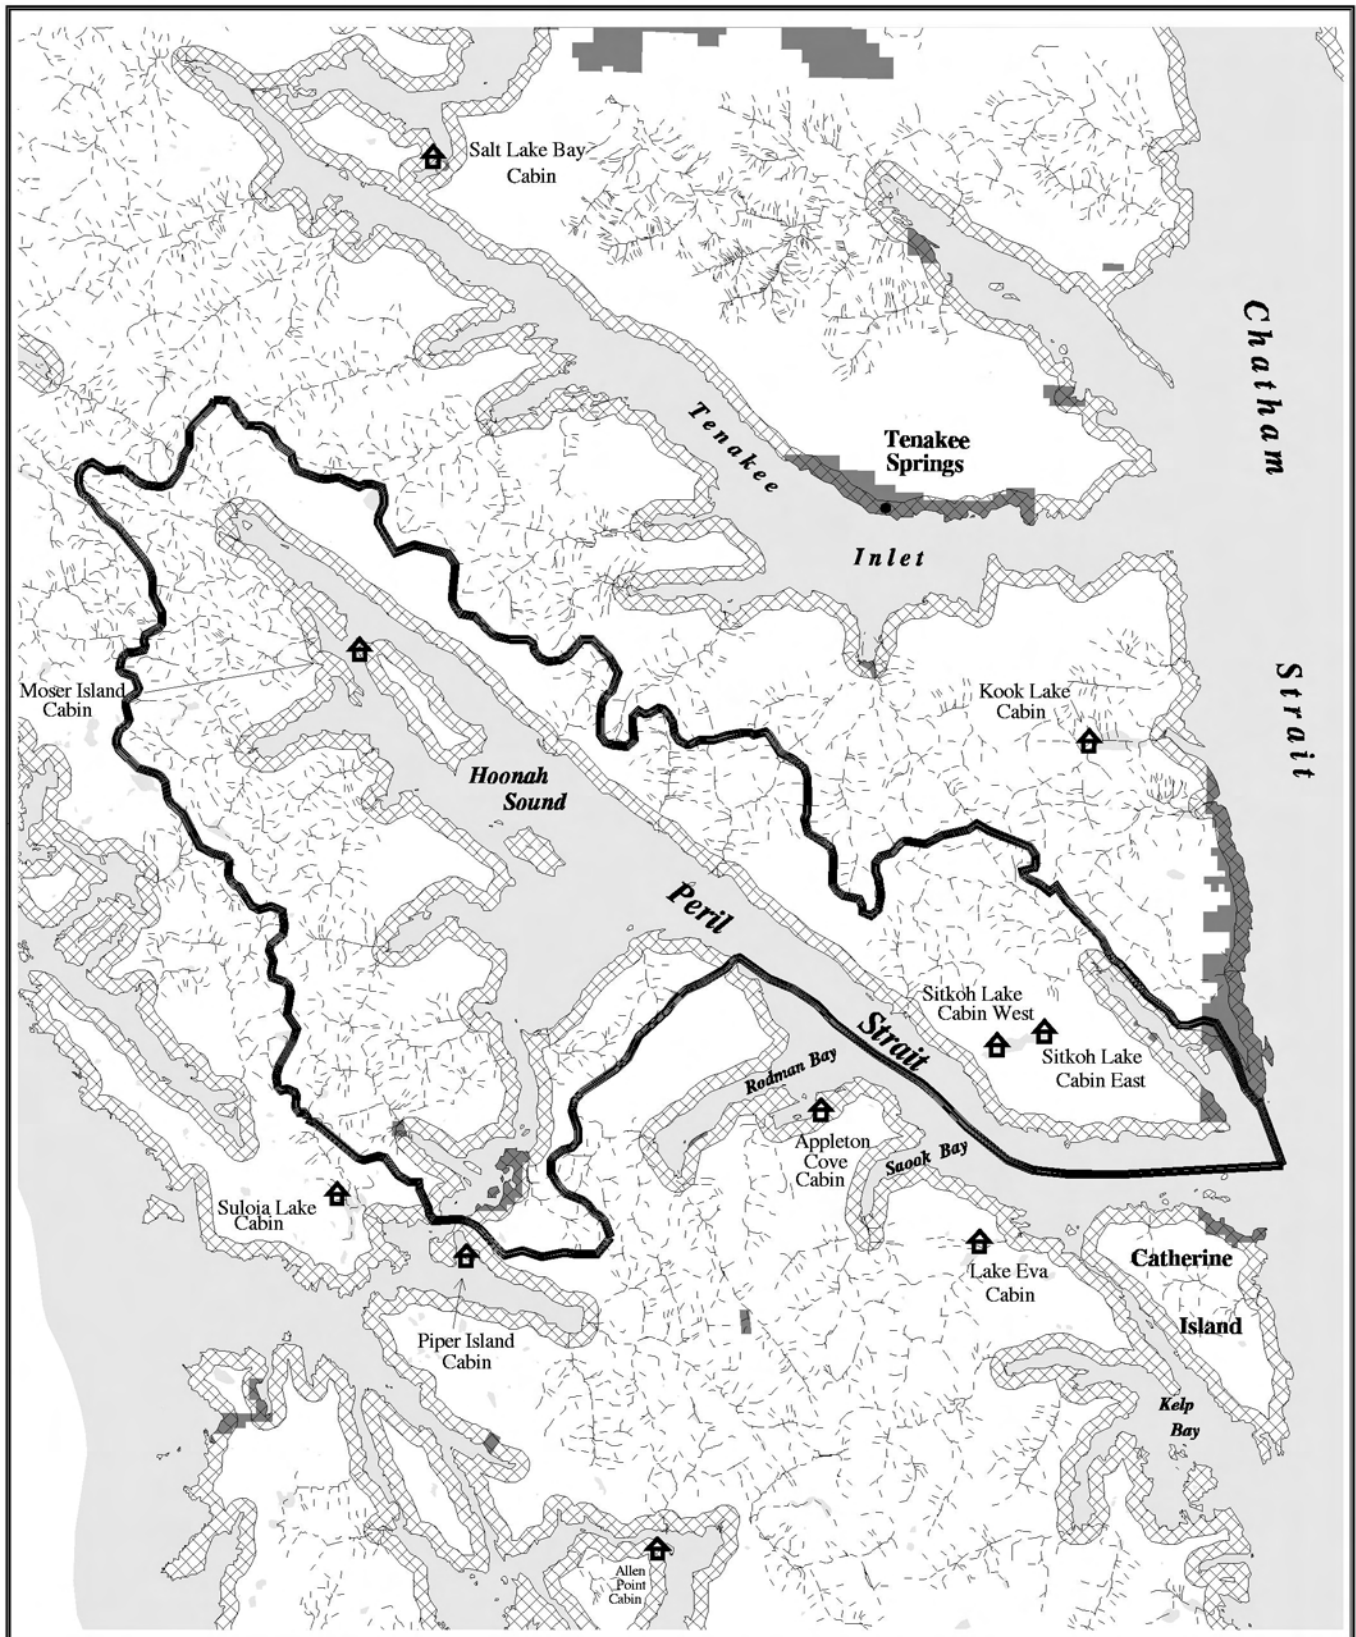 Salt Lake Bay
Cabin
Chatham
Tenakee
Tenakee
Springs
Inlet
Strait
Moser Island
Cabin
Kook Lake
Cabin
Hoonah
Sound
Peril
Sitkoh Lake
Cabin West
Strait
Sitkoh Lake
Cabin East
Rodman Bay
Appleton
Cove
Cabin
Saook Bay
Suloia Lake
Cabin
Catherine
Island
Lake Eva
Cabin
Piper Island
Cabin
Kelp
Bay
Allen
Point
Cabin